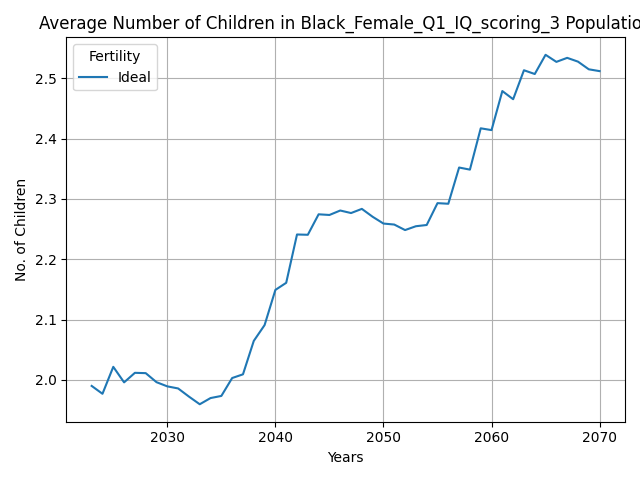 Average Number of Children in Black_Female_Q1_IQ_scoring_3 Populatio
Fertility
Ideal
No. of Children
2.5
2.4
2.3
2.2
2.1
2.0
2030 2040 2050 2060 2070
Years